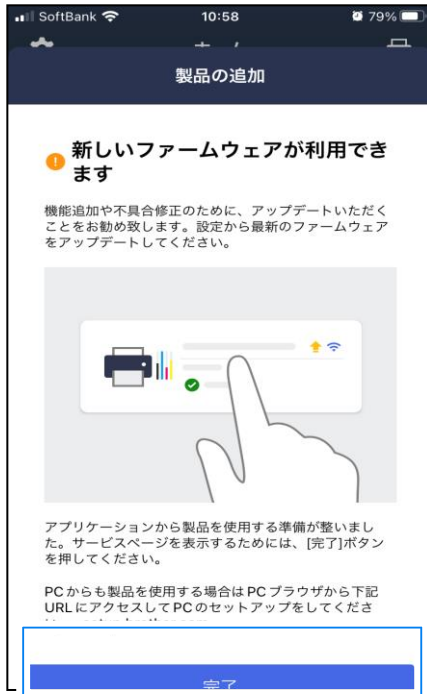 SoftBank 10:58 79%
製品の追加
新しいファームウェアが利用でき
ます
機能追加や不具合修正のために、アップデートいただく
ことをお勧め致します。設定から最新のファームウェア
をアップデートしてください。
アプリケーションから製品を使用する準備が整いまし
た。サービスページを表示するためには、[完了]ボタン
を押してください。
PCからも製品を使用する場合はPCブラウザから下記
URLにアクセスしてPCのセットアップをしてくださ
完了